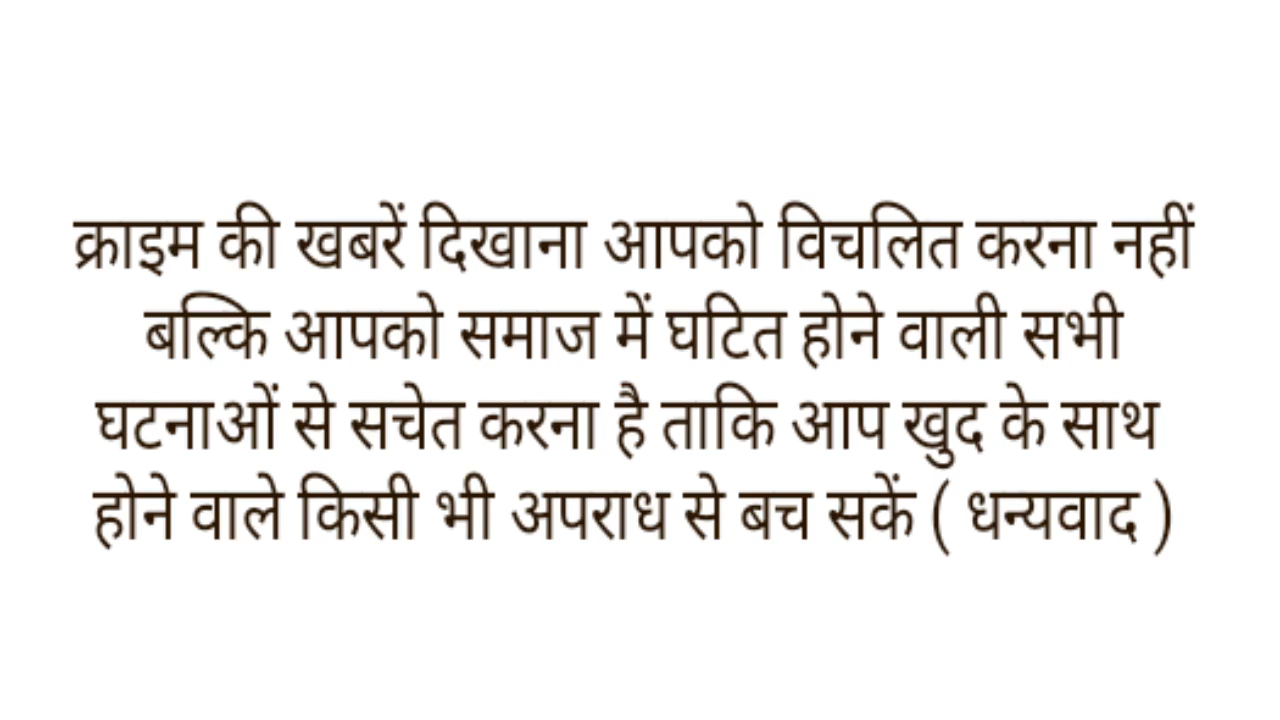 क्राइम की खबरें दिखाना आपको विचलित करना नहीं
बल्कि आपको समाज में घटित होने वाली सभी
घटनाओं से सचेत करना है ताकि आप खुद के साथ
होने वाले किसी भी अपराध से बच सकें ( धन्यवाद )